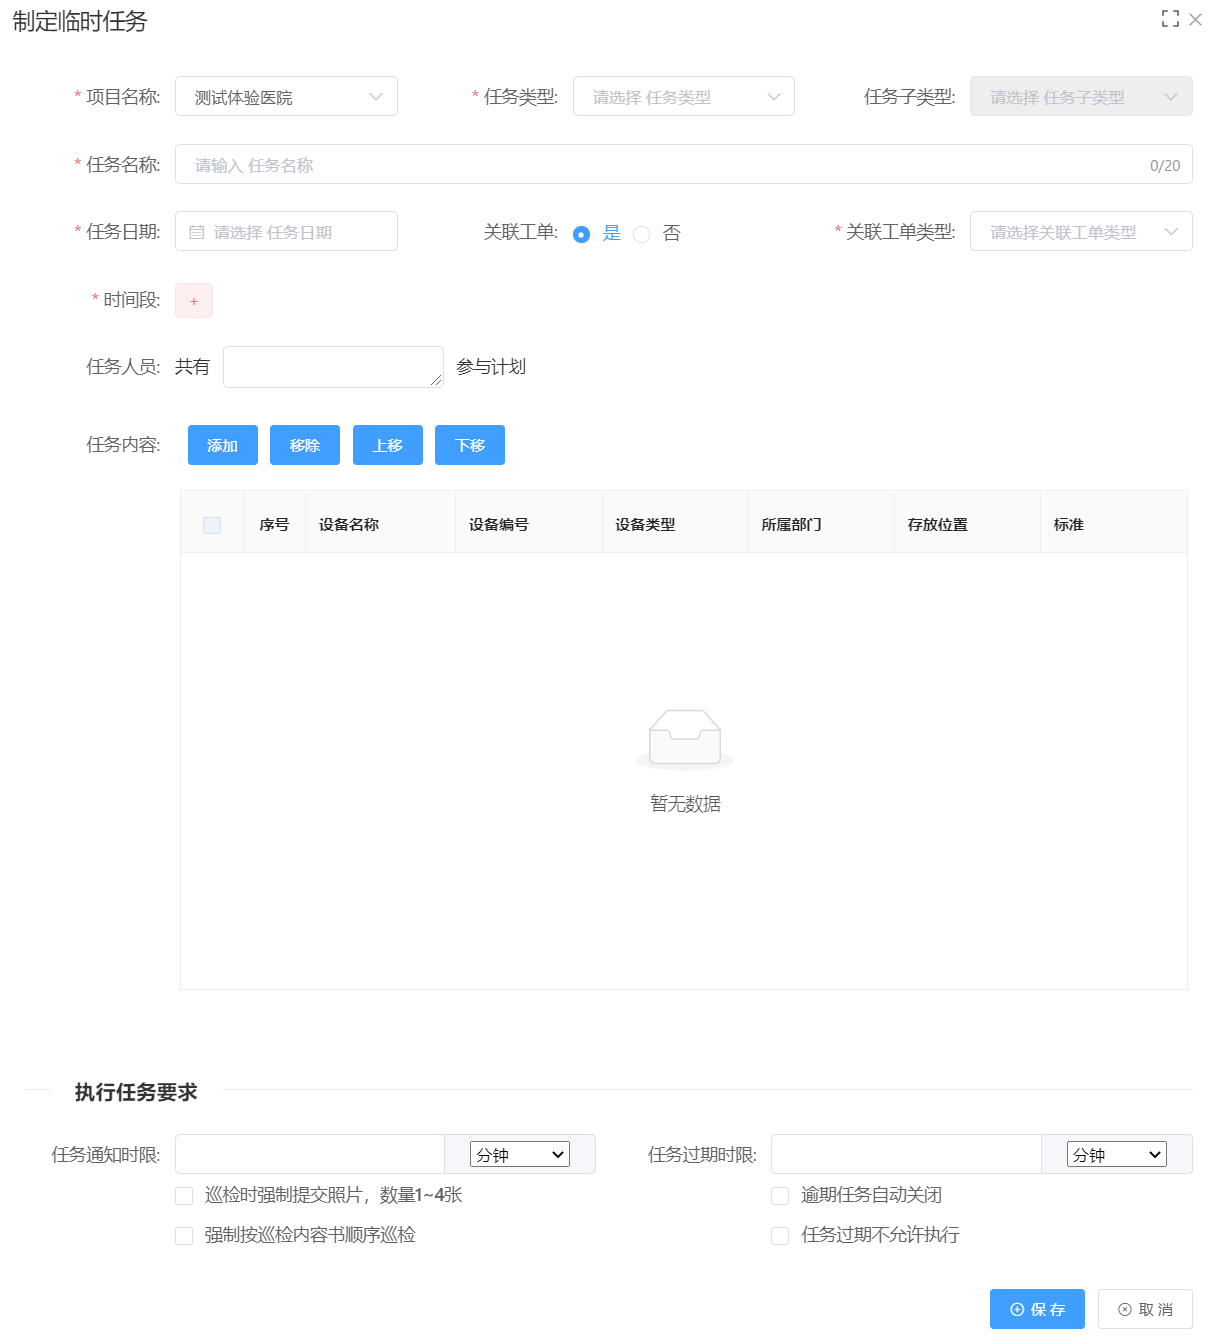 制定临时任务
* 项目名称: 测试体验医院 * 任务类型: 请选择 任务类型 任务子类型: 请选择 任务子类型
* 任务名称: 请输入 任务名称 0/20
* 任务日期: 请选择 任务日期 关联工单: 是 否 * 关联工单类型: 请选择关联工单类型
* 时间段: +
任务人员: 共有 参与计划
任务内容: 添加 移除 上移 下移
序号 设备名称 设备编号 设备类型 所属部门 存放位置 标准
暂无数据
执行任务要求
任务通知时限: 分钟 任务过期时限: 分钟
巡检时强制提交照片，数量1~4张 逾期任务自动关闭
强制按巡检内容书顺序巡检 任务过期不允许执行
保存 取消